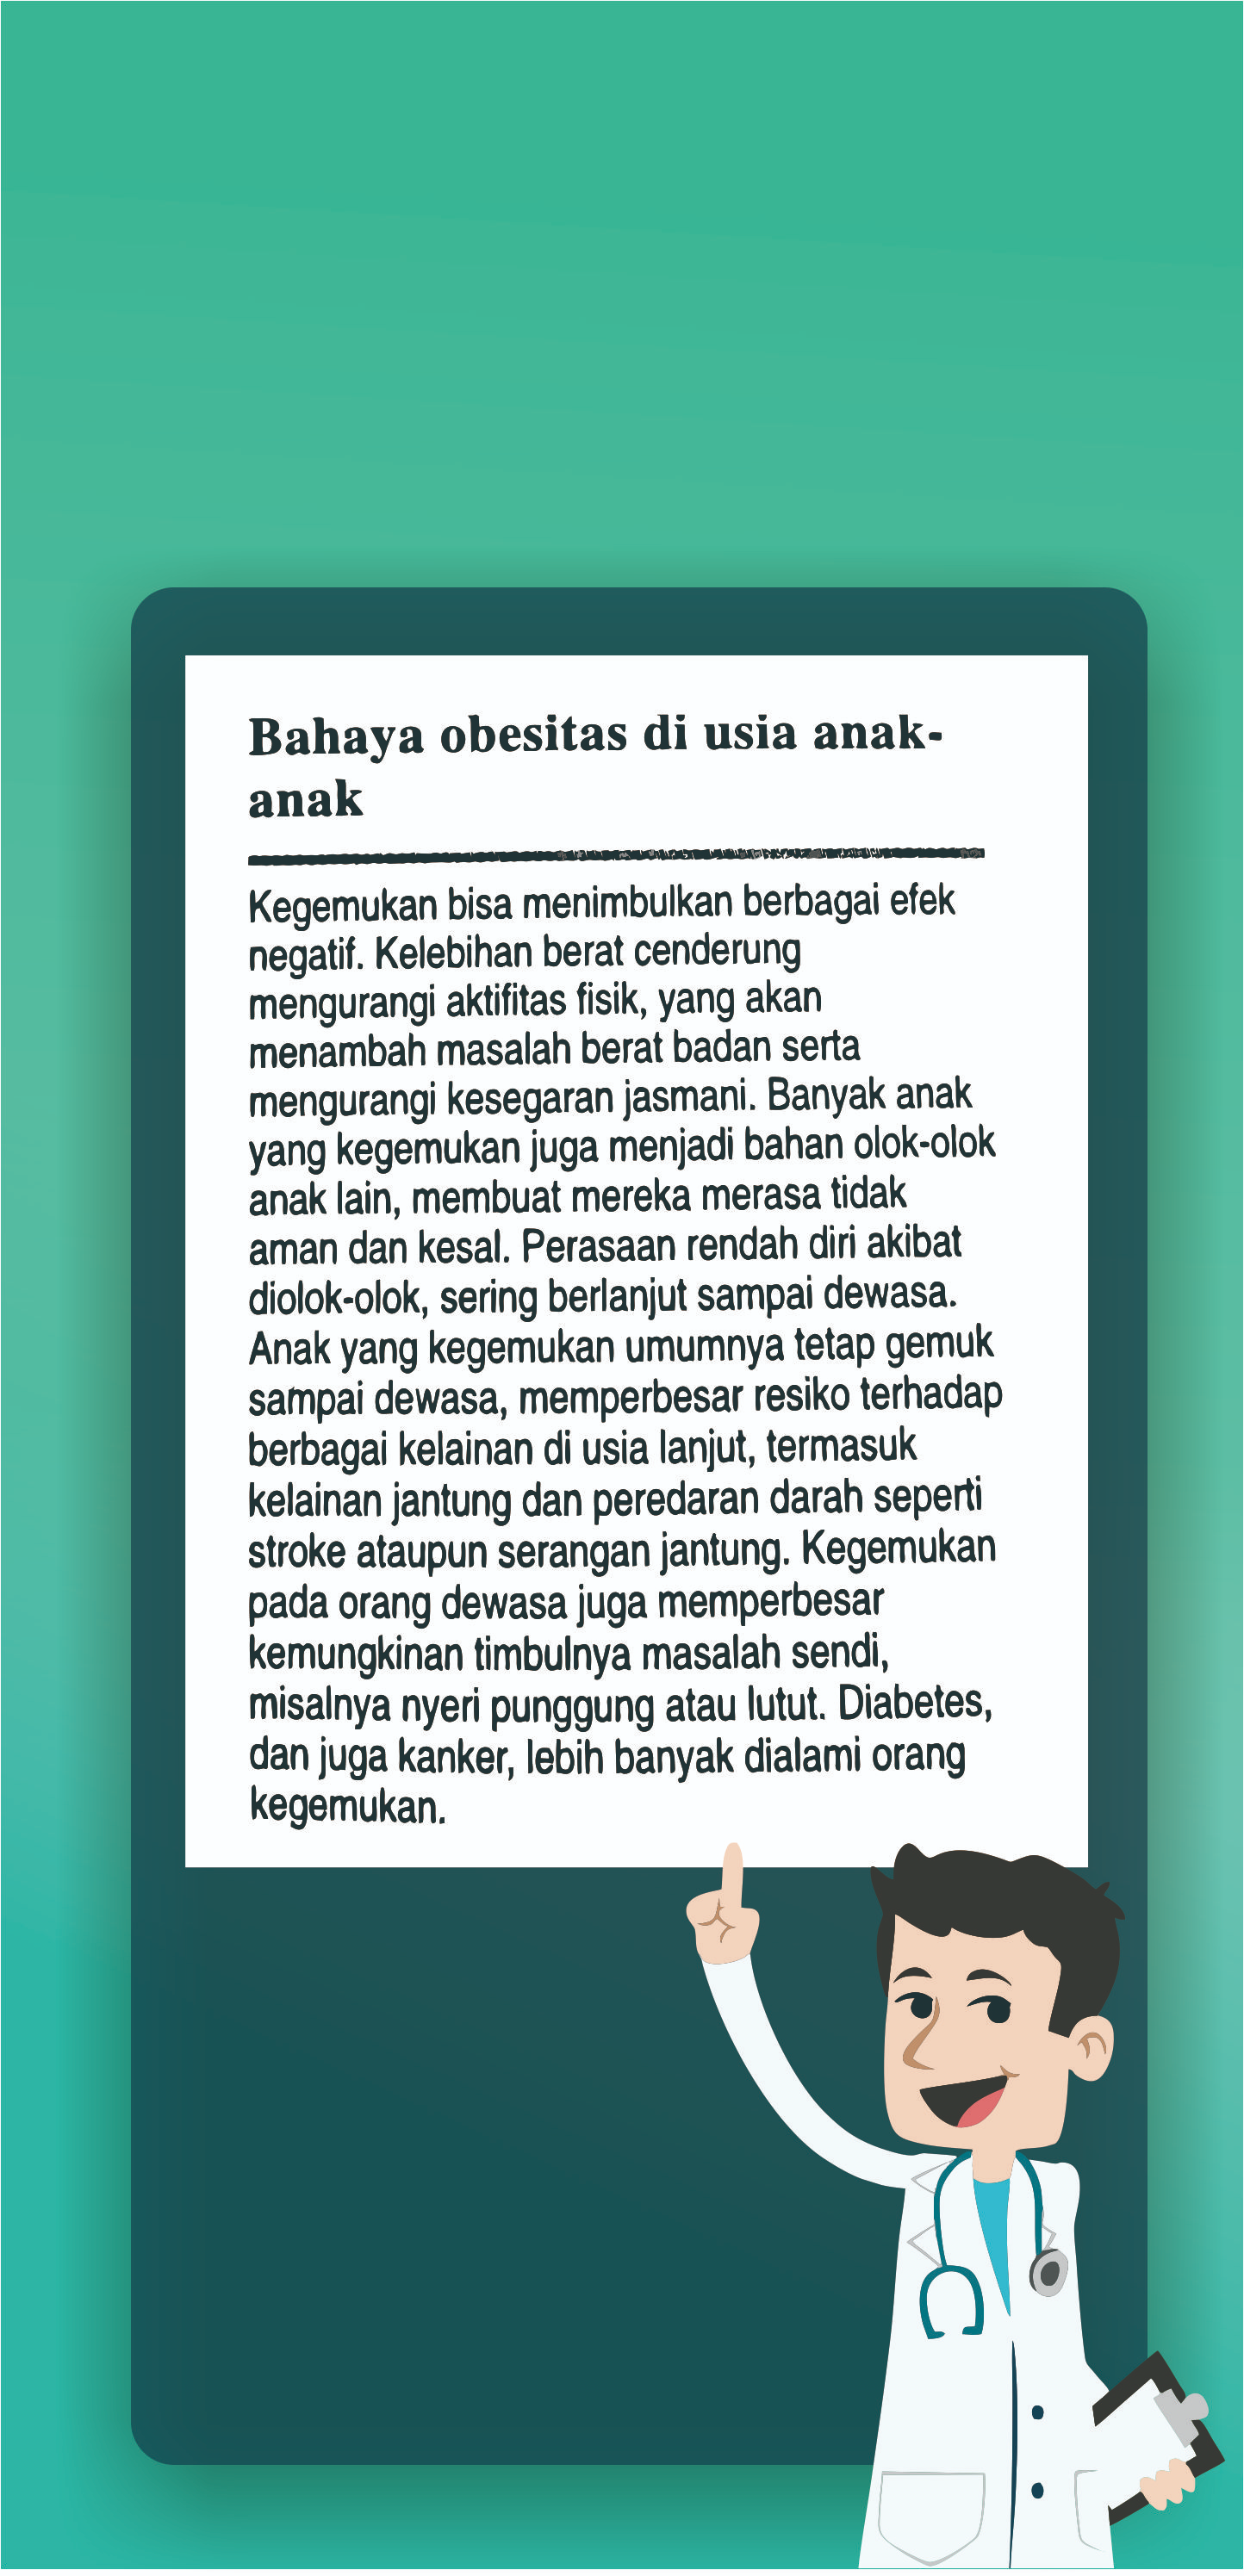 Bahaya obesitas di usia anak-
anak
Kegemukan bisa menimbulkan berbagai efek
negatif. Kelebihan berat cenderung
mengurangi aktifitas fisik, yang akan
menambah masalah berat badan serta
mengurangi kesegaran jasmani. Banyak anak
yang kegemukan juga menjadi bahan olok-olok
anak lain, membuat mereka merasa tidak
aman dan kesal. Perasaan rendah diri akibat
diolok-olok, sering berlanjut sampai dewasa.
Anak yang kegemukan umumnya tetap gemuk
sampai dewasa, memperbesar resiko terhadap
berbagai kelainan di usia lanjut, termasuk
kelainan jantung dan peredaran darah seperti
stroke ataupun serangan jantung. Kegemukan
pada orang dewasa juga memperbesar
kemungkinan timbulnya masalah sendi,
misalnya nyeri punggung atau lutut. Diabetes,
dan juga kanker, lebih banyak dialami orang
kegemukan.